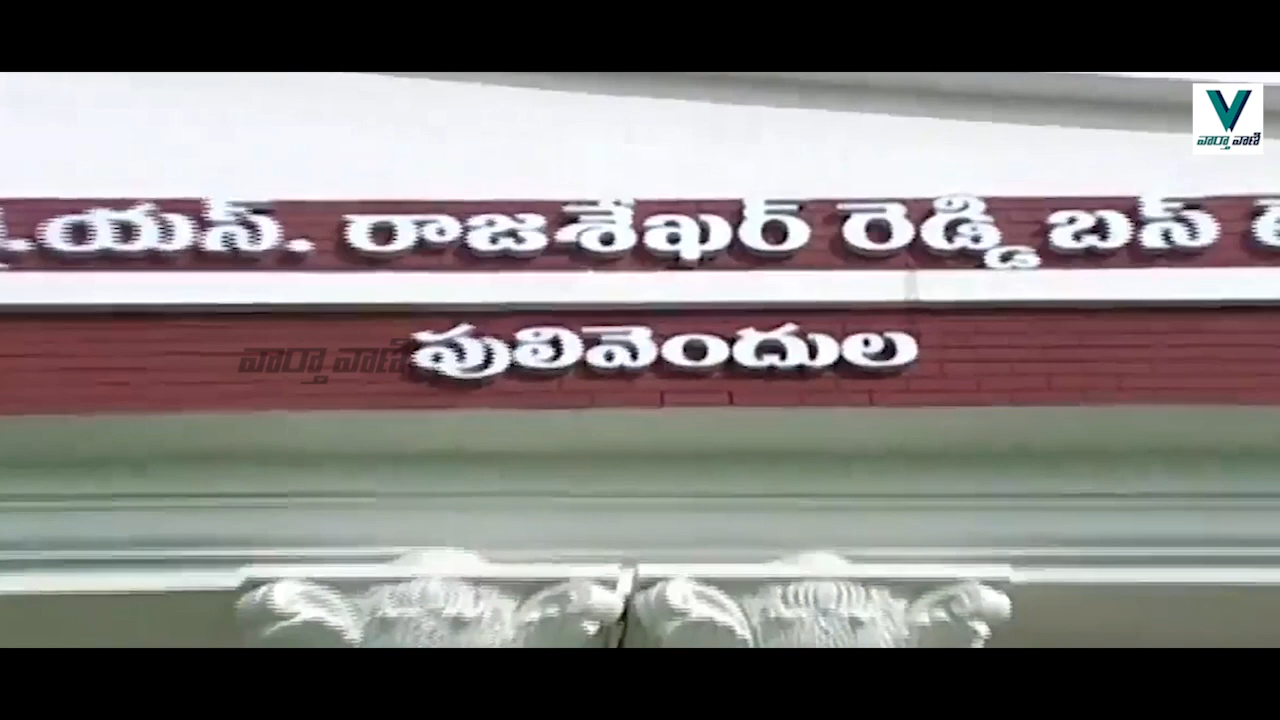 వార్తా వాణి
.యస్. రాజశేఖర్ రెడ్డి బస్
వార్తా వాణి
పులివెందుల